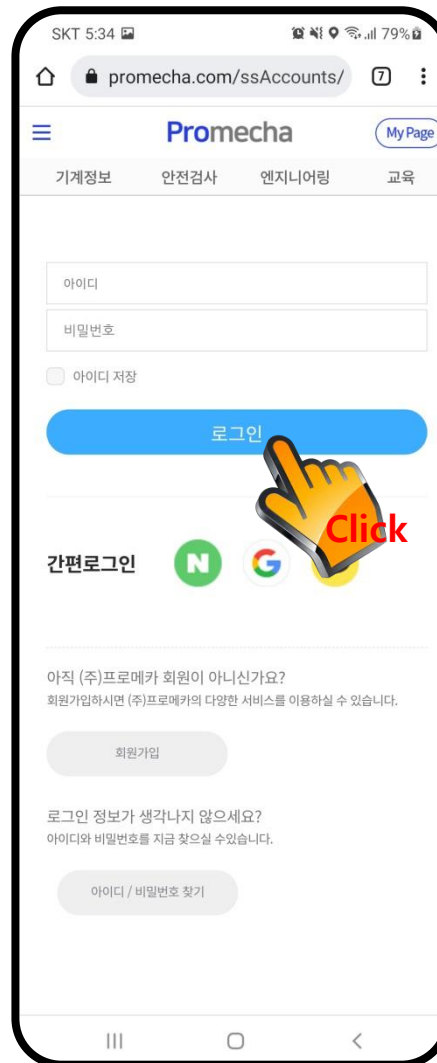 SKT 5:34 79%
promecha.com/ssAccounts/ 7
Promecha My Page
기계정보 안전검사 엔지니어링 교육
아이디
비밀번호
아이디 저장
로그인
Click
간편로그인 N G
아직 (주)프로메카 회원이 아니신가요?
회원가입하시면 (주)프로메카의 다양한 서비스를 이용하실 수 있습니다.
회원가입
로그인 정보가 생각나지 않으세요?
아이디와 비밀번호를 지금 찾으실 수있습니다.
아이디 / 비밀번호 찾기